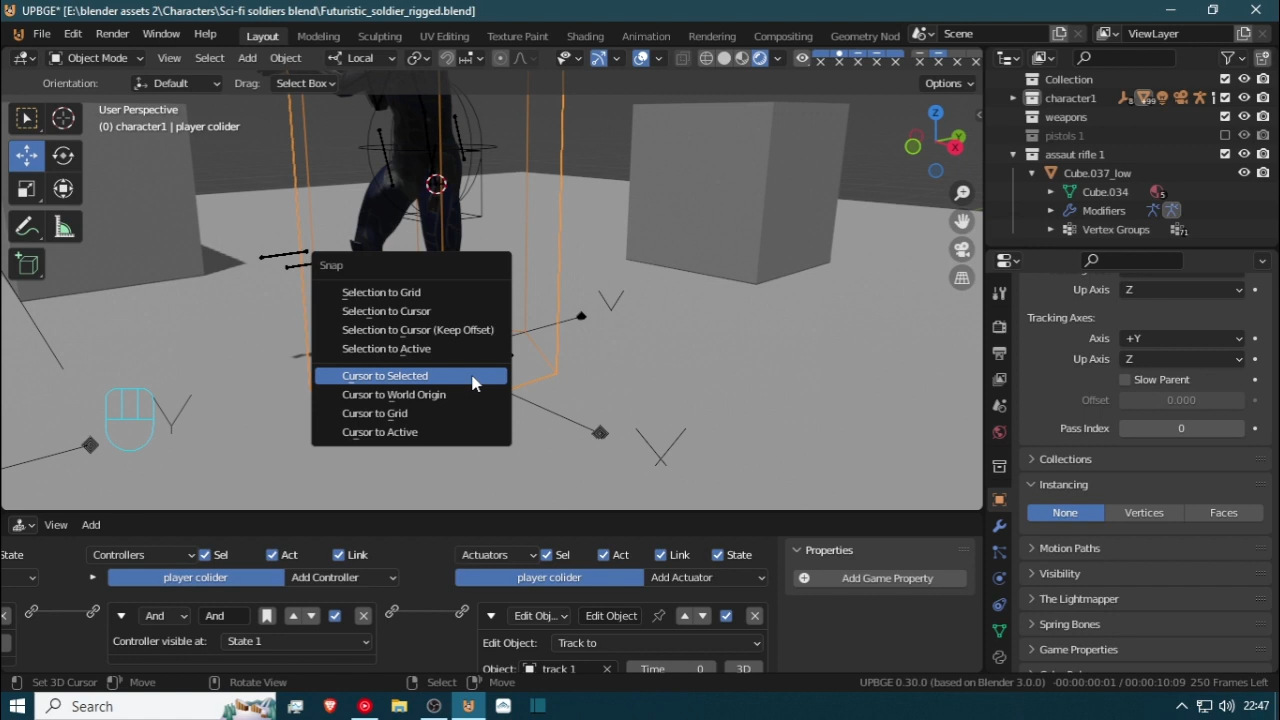 UPBGE* [E:\blender assets 2\Characters\Sci-fi soldiers blend\Futuristic_soldier_rigged.blend]
File Edit Render Window Help Layout Modeling Sculpting UV Editing Texture Paint Shading Animation Rendering Compositing Geometry Nod Scene ViewLayer
Object Mode View Select Add Object Local
Orientation: Default Drag: Select Box Options
User Perspective
(0) character1 | player colider
Z
Y
X
Collection
character1 8 99
weapons
pistols 1
assaut rifle 1
Cube.037_low
Cube.034 5
Modifiers
Vertex Groups 71
Snap
Selection to Grid
Selection to Cursor
Selection to Cursor (Keep Offset)
Selection to Active
Cursor to Selected
Cursor to World Origin
Cursor to Grid
Cursor to Active
Up Axis Z
Tracking Axes:
Axis +Y
Up Axis Z
Slow Parent
Offset 0.000
Pass Index 0
Collections
Instancing
None Vertices Faces
Motion Paths
Visibility
The Lightmapper
Spring Bones
Game Properties
View Add
State Controllers Sel Act Link Actuators Sel Act Link State Properties
player colider Add Controller player colider Add Actuator Add Game Property
And And Edit Obj... Edit Object
Controller visible at: State 1 Edit Object: Track to
Object: track 1 Time 0 3D
Set 3D Cursor Move Rotate View Select Move UPBGE 0.30.0 (based on Blender 3.0.0) -00:00:00:01 / 00:00:10:09 250 Frames Left
Search 22:47